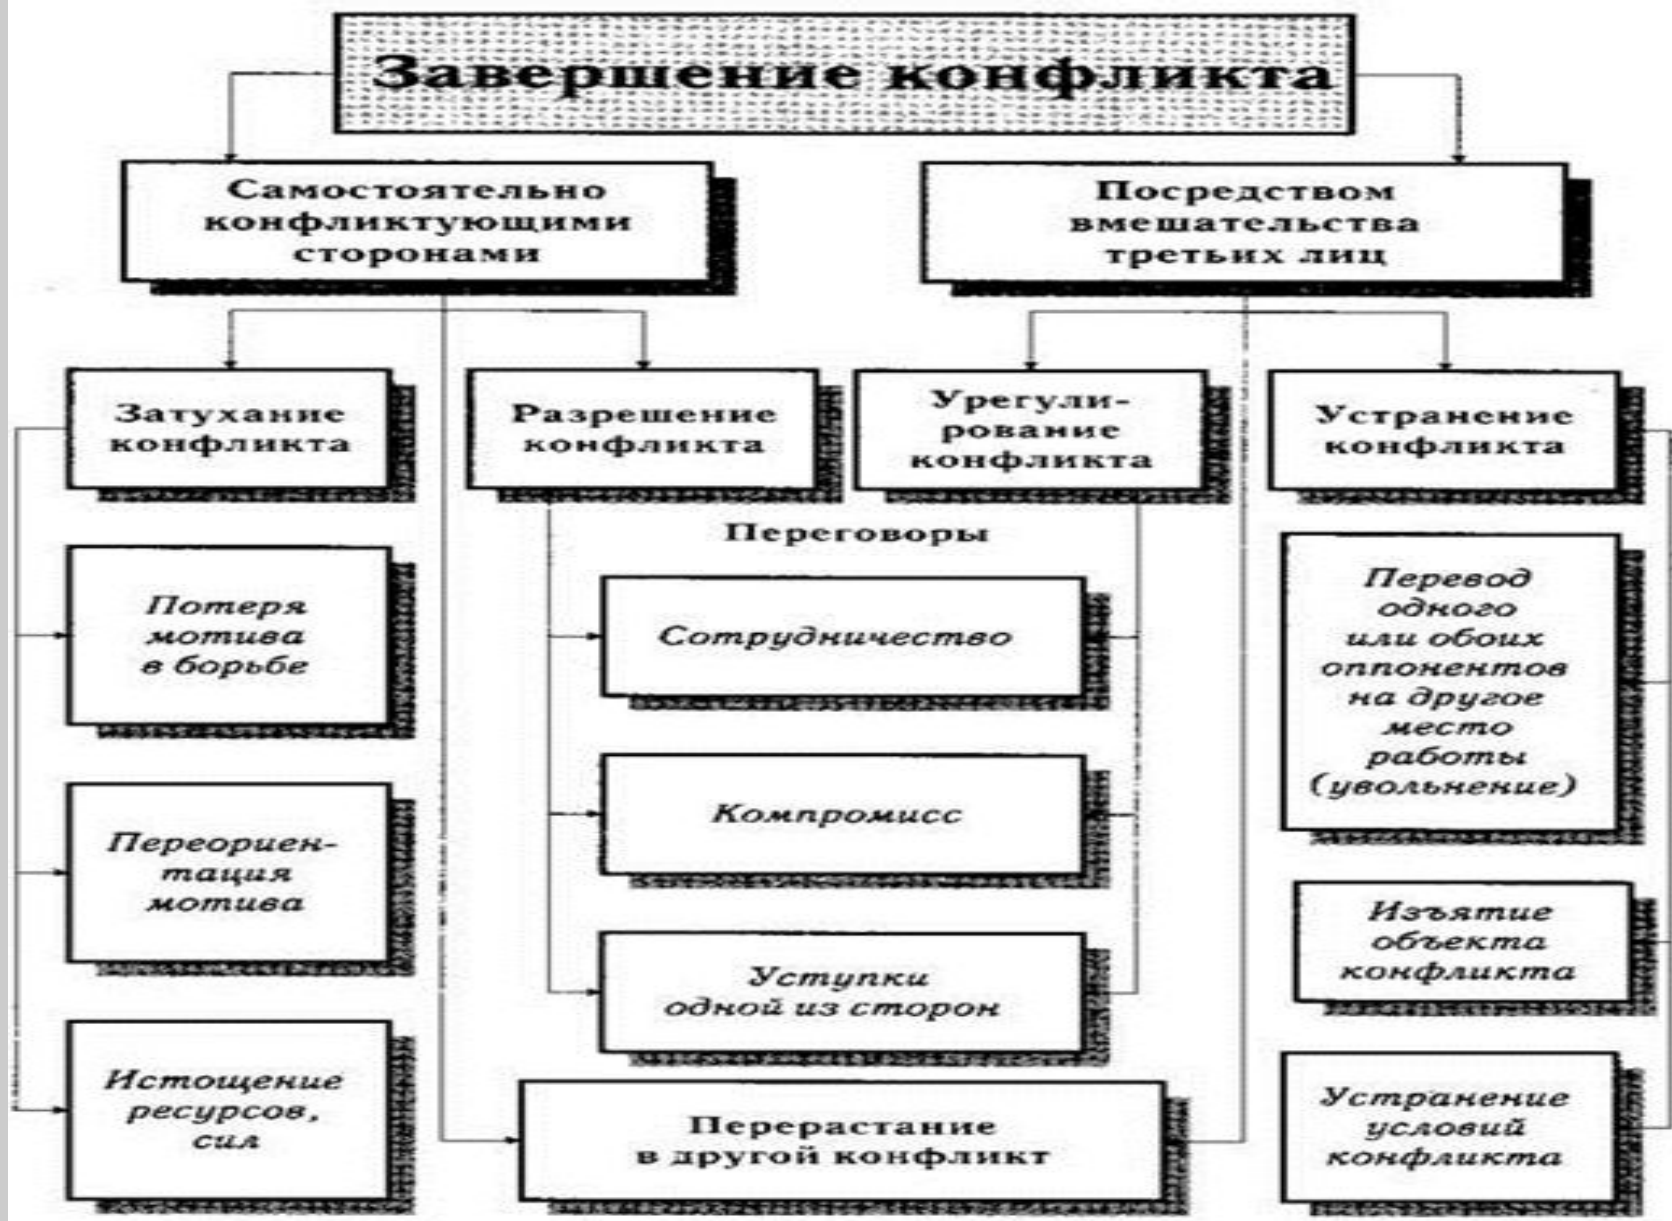 Завершение конфликта
Самостоятельно
конфликтующими
сторонами
Посредством
вмешательства
третьих лиц
Затухание
конфликта
Разрешение
конфликта
Урегули-
рование
конфликта
Устранение
конфликта
Переговоры
Потеря
мотива
в борьбе
Сотрудничество
Перевод
одного
или обоих
оппонентов
на другое
место
работы
(увольнение)
Переориен-
тация
мотива
Компромисс
Изъятие
объекта
конфликта
Уступки
одной из сторон
Истощение
ресурсов,
сил
Перерастание
в другой конфликт
Устранение
условий
конфликта